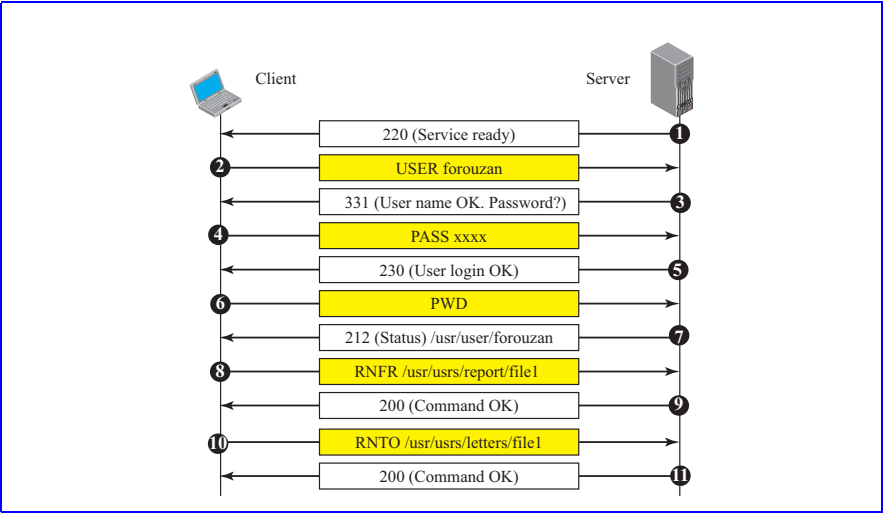 Client
Server
220 (Service ready)
1
2
USER forouzan
331 (User name OK. Password?)
3
4
PASS xxxx
230 (User login OK)
5
6
PWD
212 (Status) /usr/user/forouzan
7
8
RNFR /usr/usrs/report/file1
200 (Command OK)
9
10
RNTO /usr/usrs/letters/file1
200 (Command OK)
11